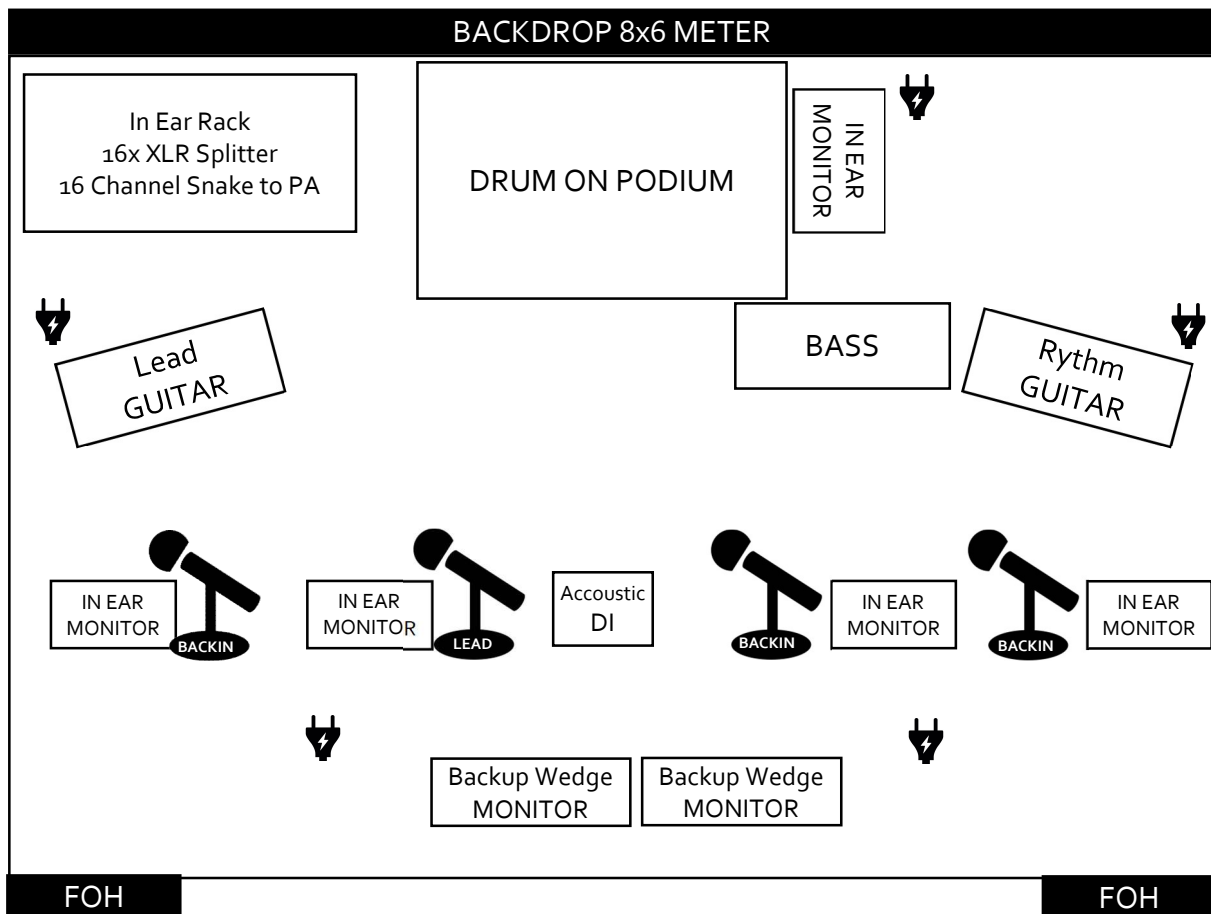 BACKDROP 8x6 METER
In Ear Rack
16x XLR Splitter
16 Channel Snake to PA
DRUM ON PODIUM
IN EAR
MONITOR
Lead
GUITAR
BASS
Rythm
GUITAR
IN EAR
MONITOR
BACKIN
IN EAR
MONITOR
LEAD
Accoustic
DI
BACKIN
IN EAR
MONITOR
BACKIN
IN EAR
MONITOR
Backup Wedge
MONITOR
Backup Wedge
MONITOR
FOH
FOH